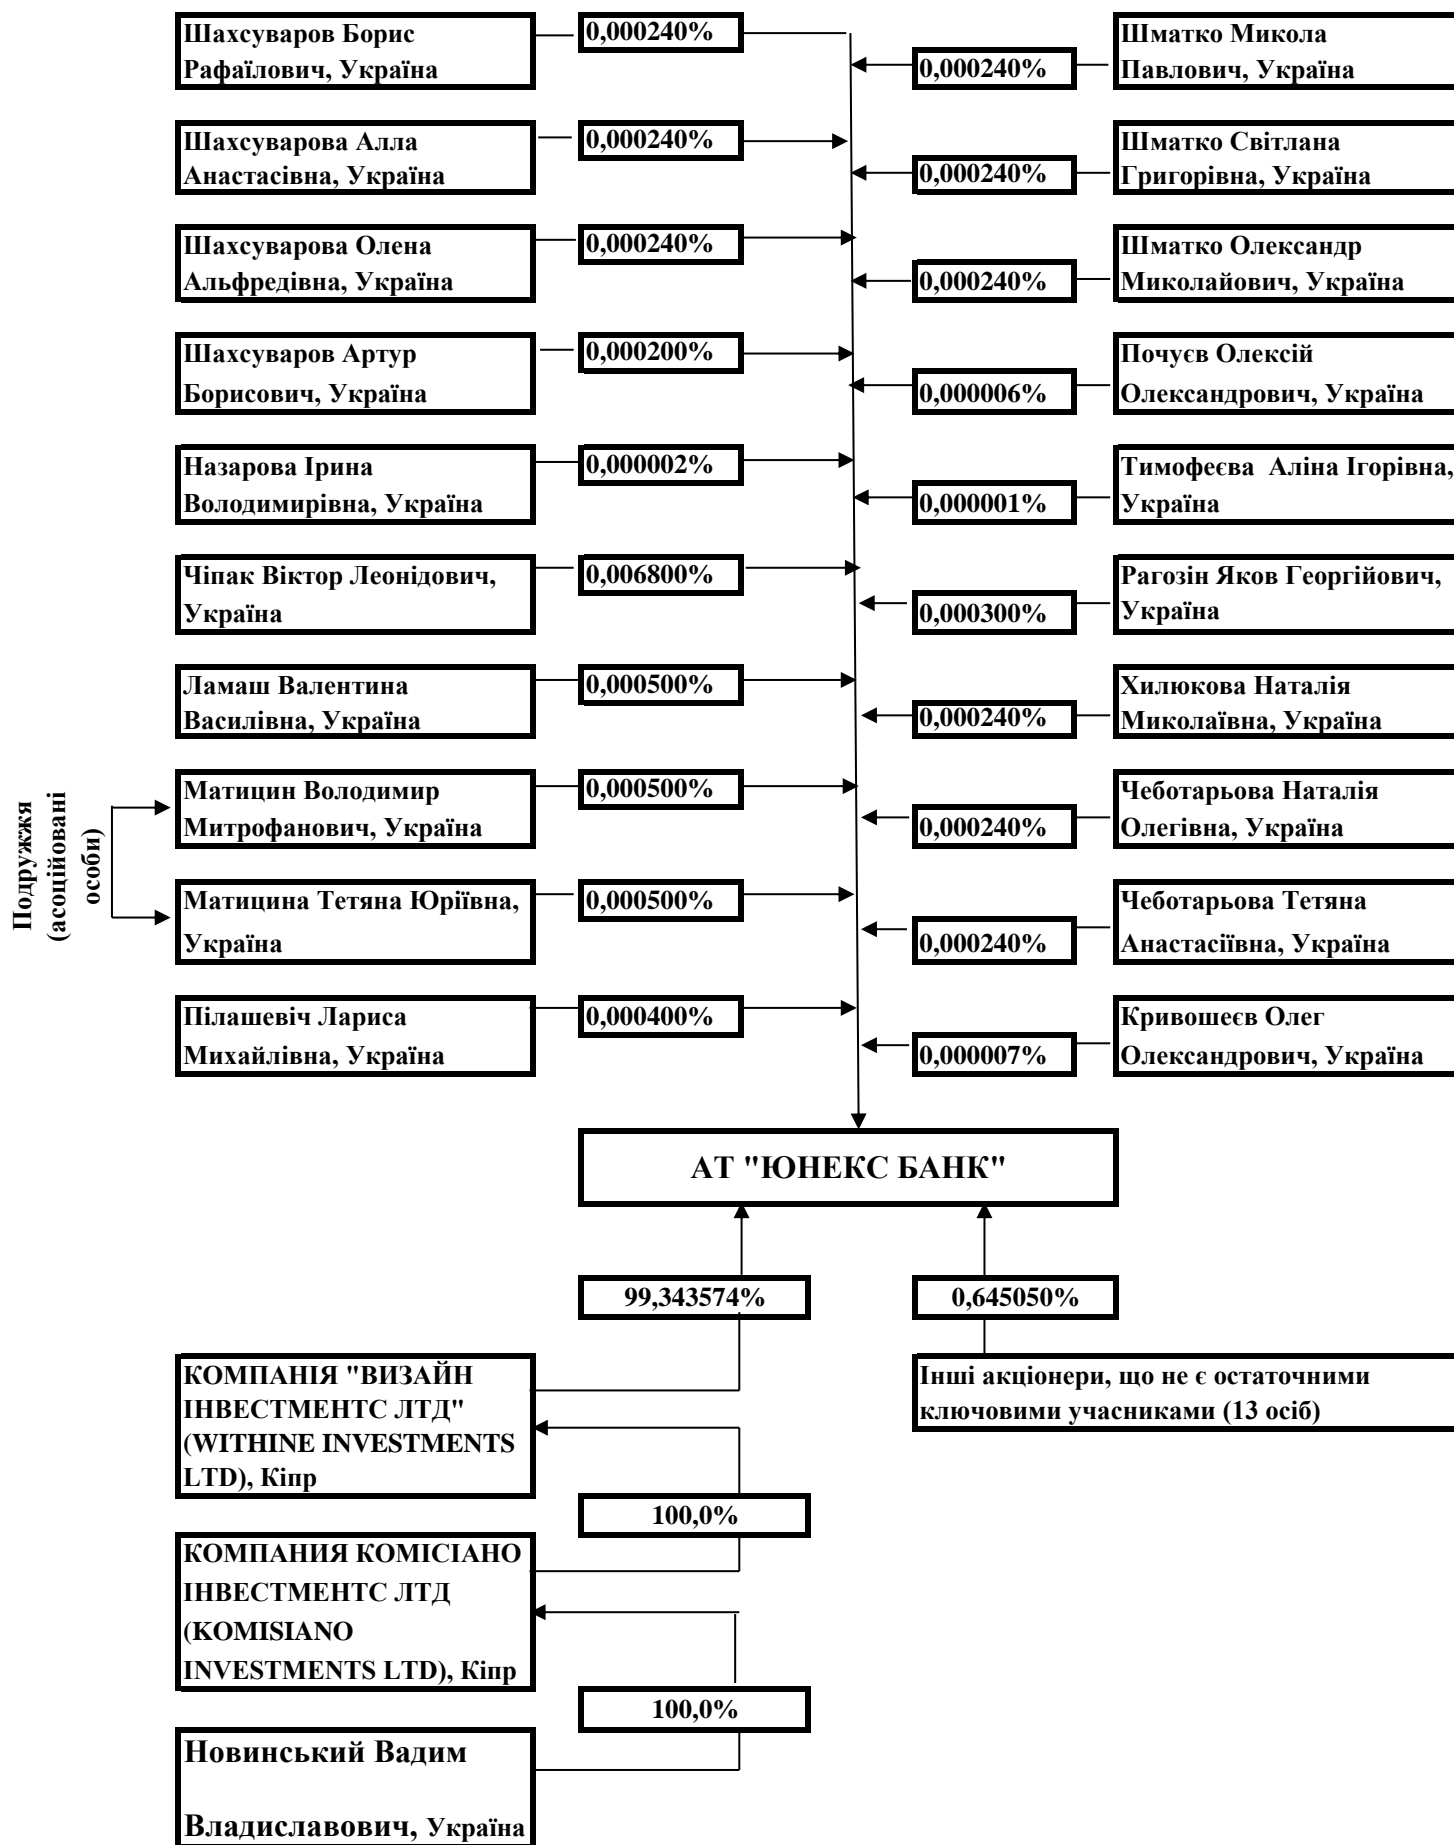 Шахсуваров Борис
Рафаїлович, Україна
0,000240%
Шматко Микола
Павлович, Україна
0,000240%
Шахсуварова Алла
Анастасівна, Україна
0,000240%
Шматко Світлана
Григорівна, Україна
0,000240%
Шахсуварова Олена
Альфредівна, Україна
0,000240%
Шматко Олександр
Миколайович, Україна
0,000240%
Шахсуваров Артур
Борисович, Україна
0,000200%
Почуєв Олексій
Олександрович, Україна
0,000006%
Назарова Ірина
Володимирівна, Україна
0,000002%
Тимофеєва Аліна Ігорівна,
Україна
0,000001%
Чіпак Віктор Леонідович,
Україна
0,006800%
Рагозін Яков Георгійович,
Україна
0,000300%
Ламаш Валентина
Василівна, Україна
0,000500%
Хилюкова Наталія
Миколаївна, Україна
0,000240%
Подружжя
(асоційовані
особи)
Матицин Володимир
Митрофанович, Україна
0,000500%
Чеботарьова Наталія
Олегівна, Україна
0,000240%
Матицина Тетяна Юріївна,
Україна
0,000500%
Чеботарьова Тетяна
Анастасіївна, Україна
0,000240%
Пілашевіч Лариса
Михайлівна, Україна
0,000400%
Кривошеєв Олег
Олександрович, Україна
0,000007%
АТ "ЮНЕКС БАНК"
99,343574%
0,645050%
КОМПАНІЯ "ВИЗАЙН
ІНВЕСТМЕНТС ЛТД"
(WITHINE INVESTMENTS
LTD), Кіпр
Інші акціонери, що не є остаточними
ключовими учасниками (13 осіб)
100,0%
КОМПАНИЯ КОМІСІАНО
ІНВЕСТМЕНТС ЛТД
(KOMISIANO
INVESTMENTS LTD), Кіпр
100,0%
Новинський Вадим
Владиславович, Україна